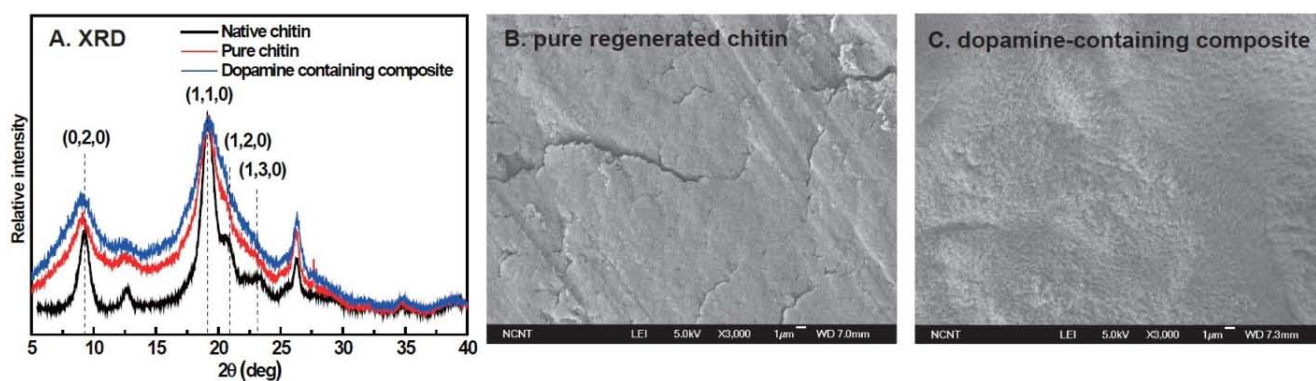 A. XRD
Native chitin
Pure chitin
Dopamine containing composite
(0,2,0)
(1,1,0)
(1,2,0)
(1,3,0)
Relative intensity
5 10 15 20 25 30 35 40
2θ (deg)
B. pure regenerated chitin
NCNT LEI 5.0kV X3,000 1μm WD 7.0mm
C. dopamine-containing composite
NCNT LEI 5.0kV X3,000 1μm WD 7.3mm